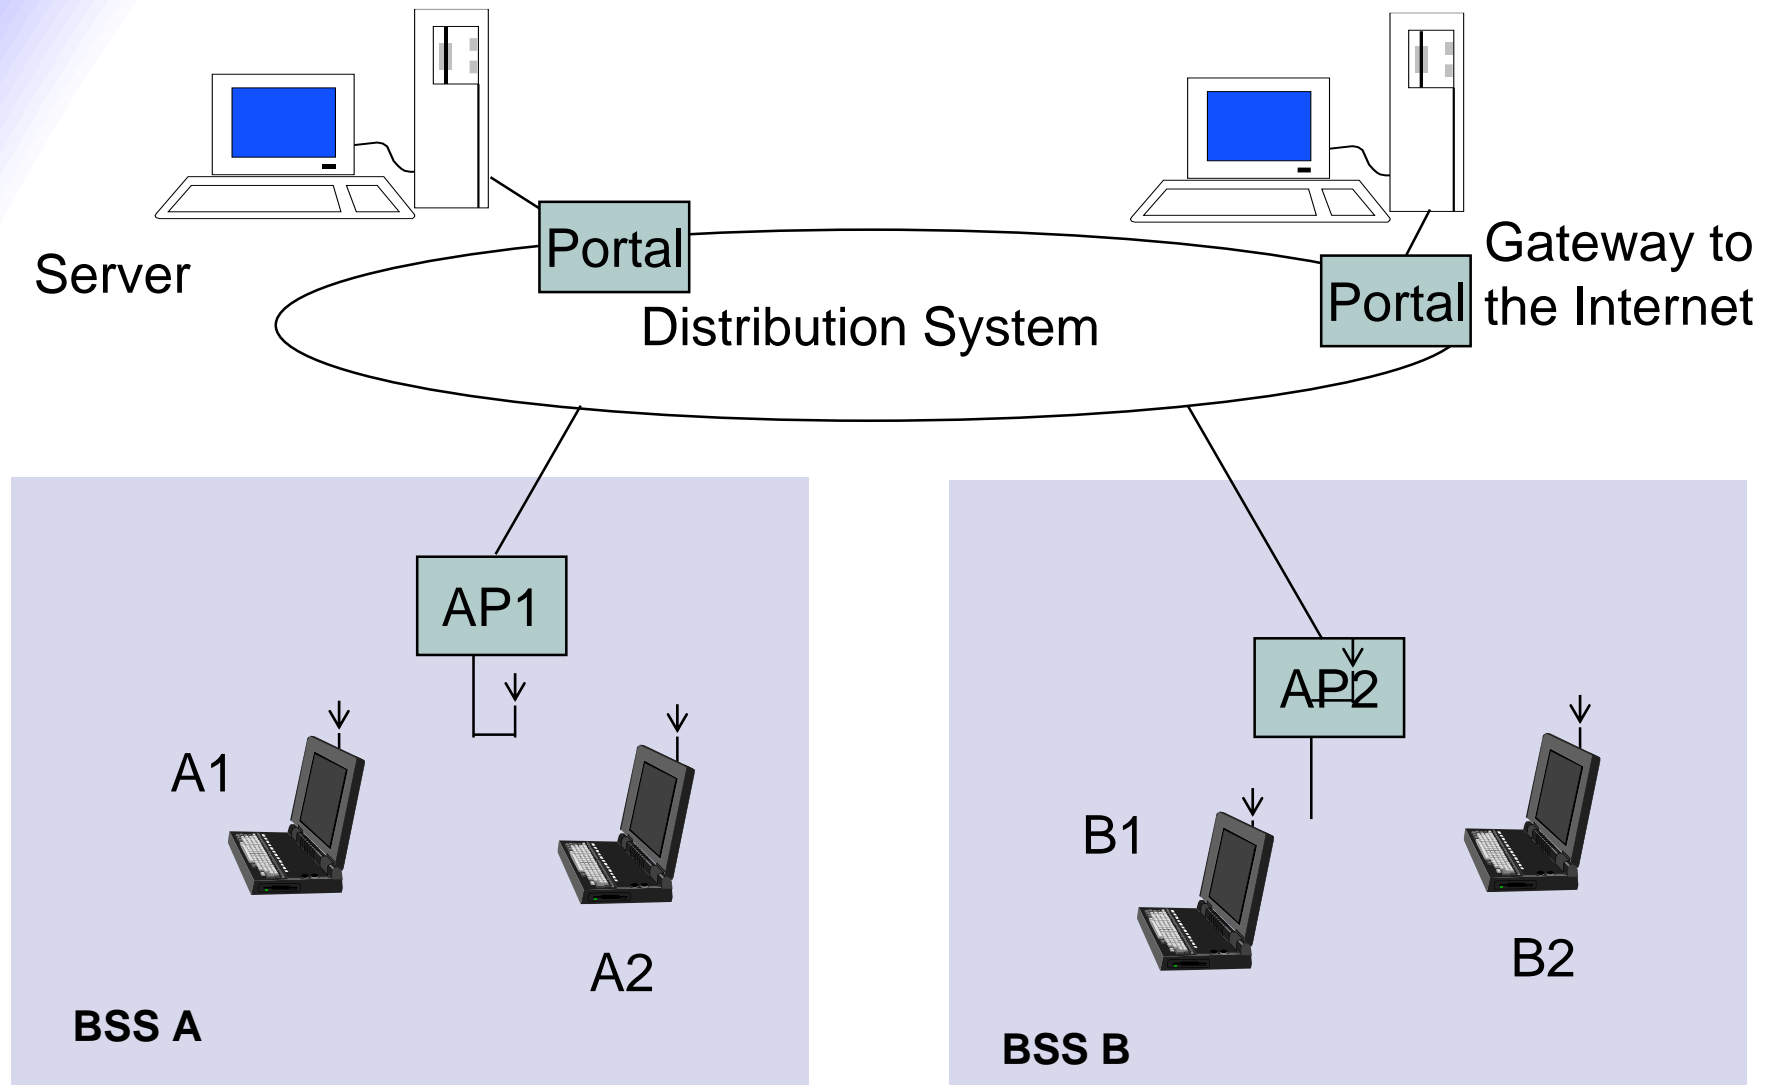 Server
Portal
Distribution System
Portal
Gateway to
the Internet
AP1
AP2
A1
A2
B1
B2
BSS A
BSS B